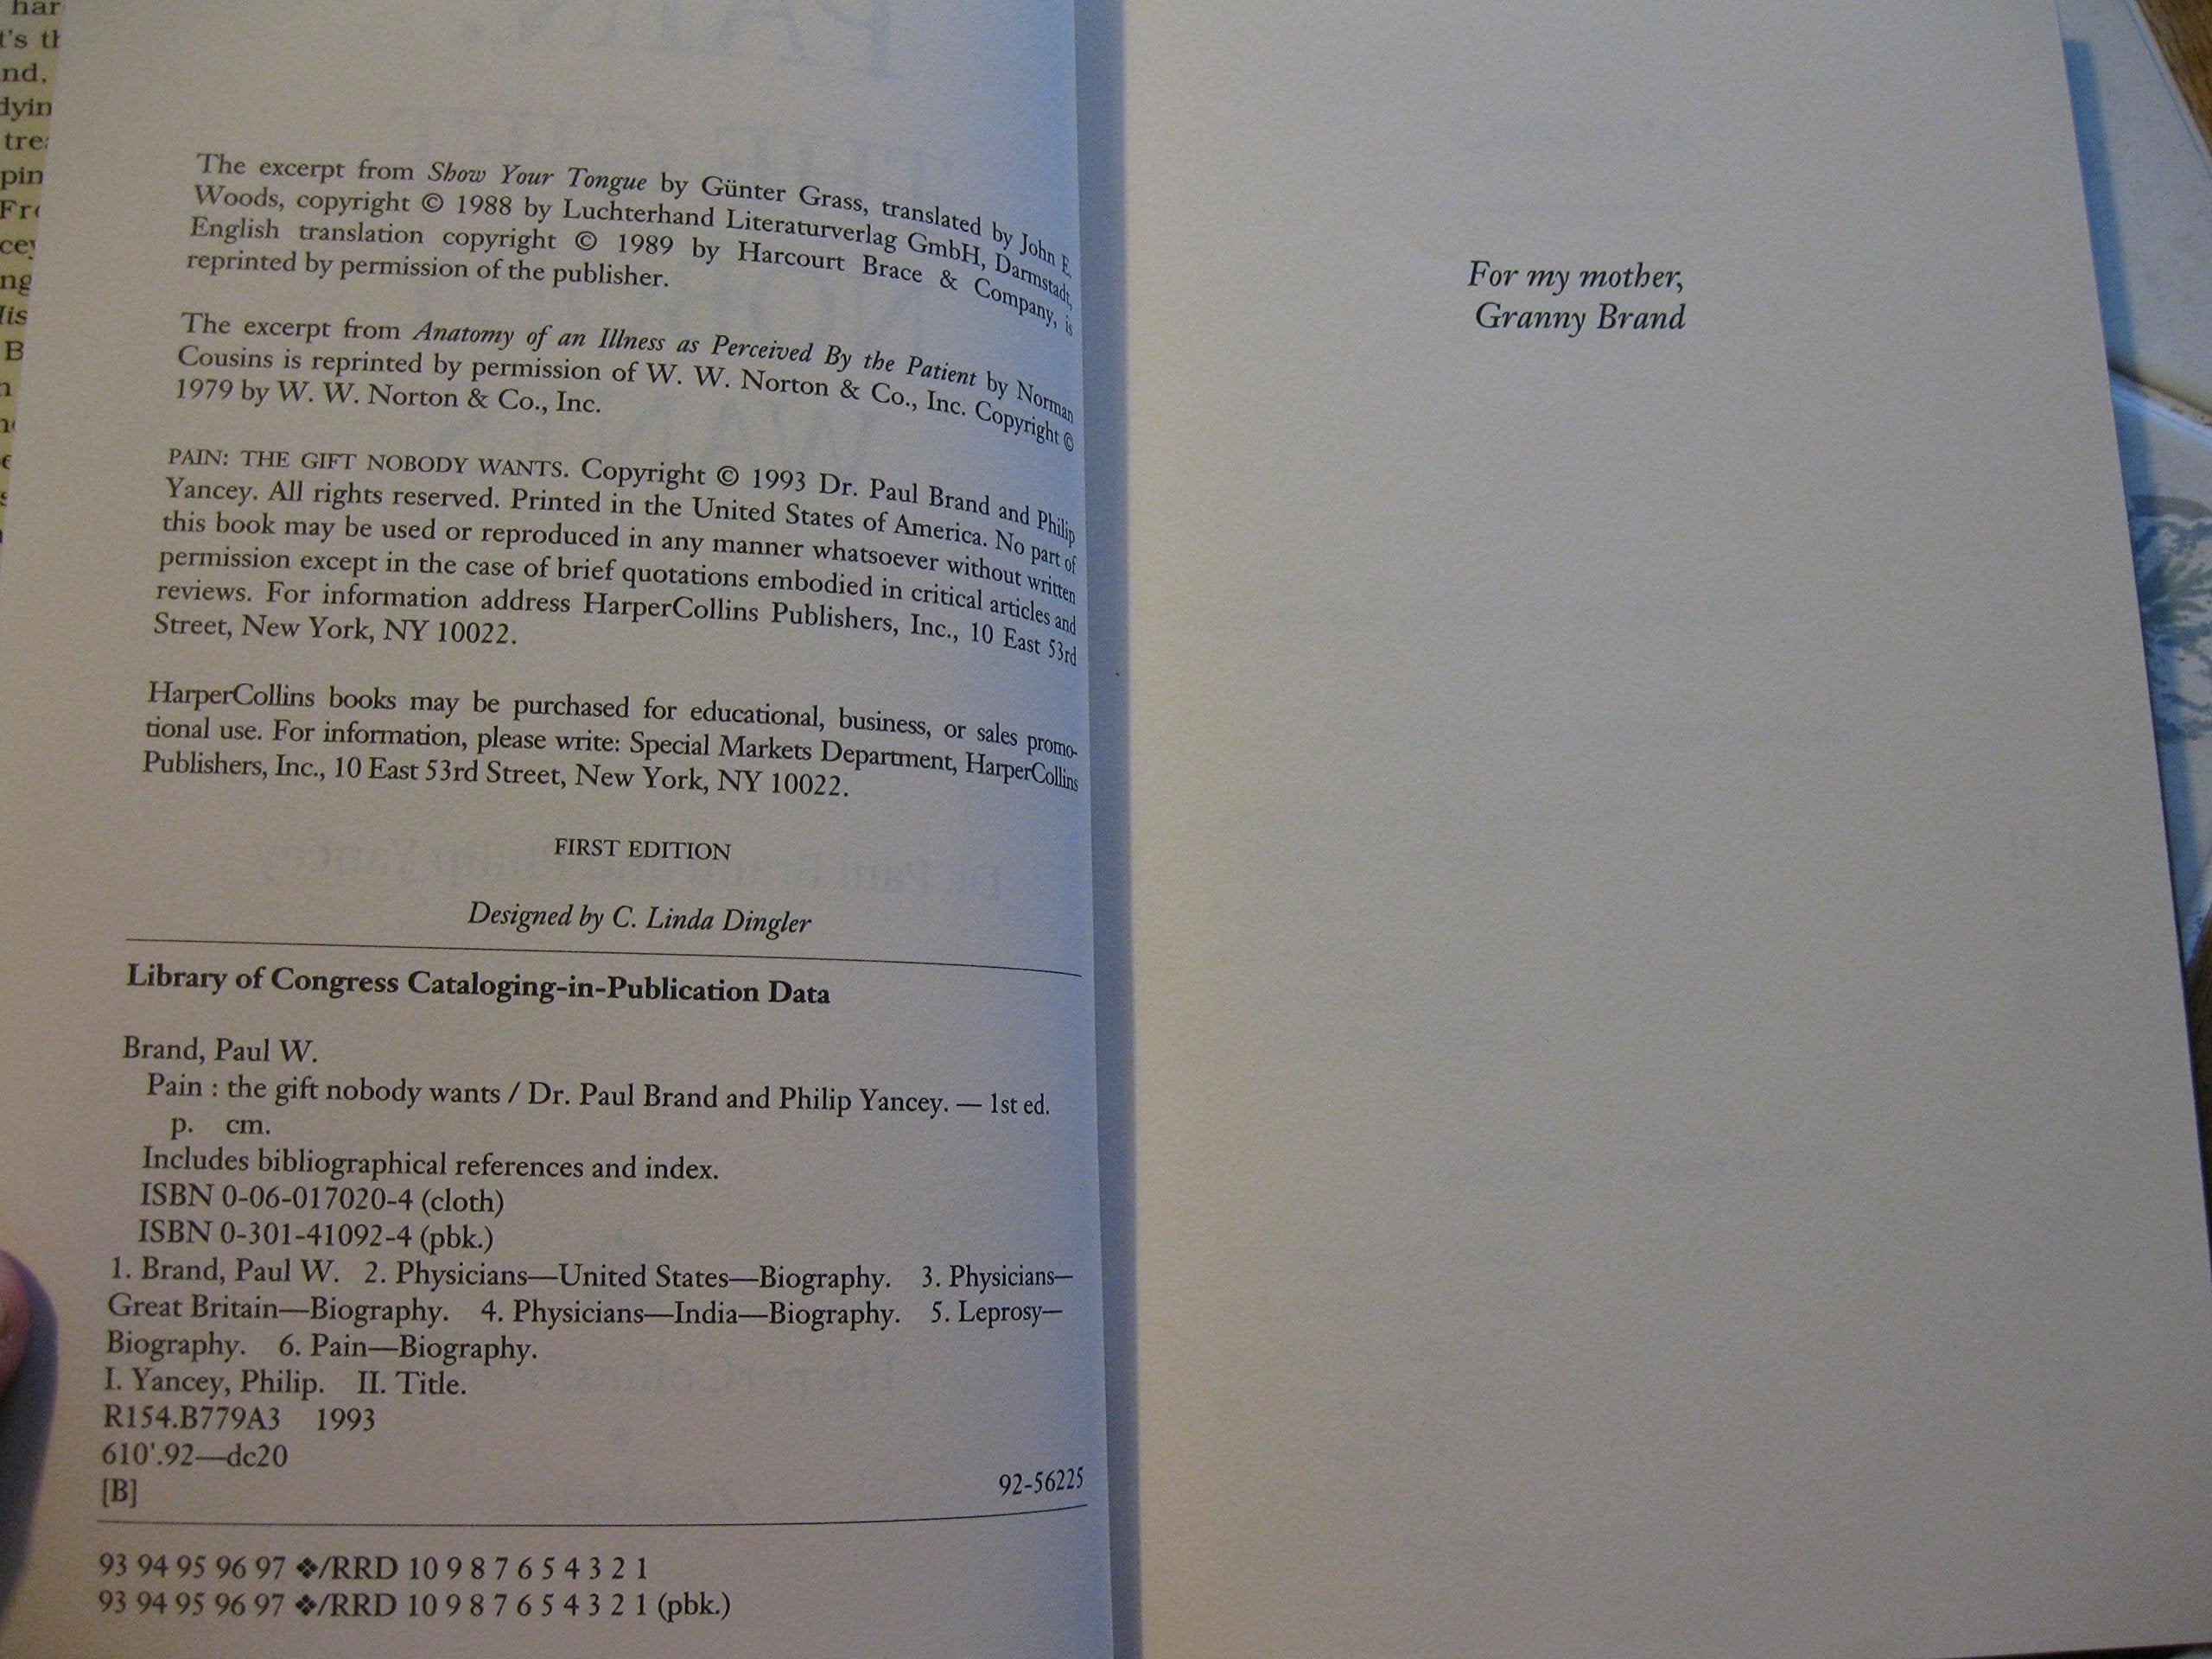 har
t's th
nd,
dyin
trea
pin
Fro
cey
ng
His
B
The excerpt from Show Your Tongue by Günter Grass, translated by John E.
Woods, copyright © 1988 by Luchterhand Literaturverlag GmbH, Darmstadt,
English translation copyright © 1989 by Harcourt Brace & Company, is
reprinted by permission of the publisher.
The excerpt from Anatomy of an Illness as Perceived By the Patient by Norman
Cousins is reprinted by permission of W. W. Norton & Co., Inc. Copyright ©
1979 by W. W. Norton & Co., Inc.
PAIN: THE GIFT NOBODY WANTS. Copyright © 1993 Dr. Paul Brand and Philip
Yancey. All rights reserved. Printed in the United States of America. No part of
this book may be used or reproduced in any manner whatsoever without written
permission except in the case of brief quotations embodied in critical articles and
reviews. For information address HarperCollins Publishers, Inc., 10 East 53rd
Street, New York, NY 10022.
HarperCollins books may be purchased for educational, business, or sales promo-
tional use. For information, please write: Special Markets Department, HarperCollins
Publishers, Inc., 10 East 53rd Street, New York, NY 10022.
FIRST EDITION
Designed by C. Linda Dingler
Library of Congress Cataloging-in-Publication Data
Brand, Paul W.
Pain : the gift nobody wants / Dr. Paul Brand and Philip Yancey. — 1st ed.
p. cm.
Includes bibliographical references and index.
ISBN 0-06-017020-4 (cloth)
ISBN 0-301-41092-4 (pbk.)
1. Brand, Paul W. 2. Physicians—United States—Biography. 3. Physicians—
Great Britain—Biography. 4. Physicians—India—Biography. 5. Leprosy—
Biography. 6. Pain—Biography.
I. Yancey, Philip. II. Title.
R154.B779A3 1993
610'.92—dc20
[B] 92-56225
93 94 95 96 97 ❖/RRD 10 9 8 7 6 5 4 3 2 1
93 94 95 96 97 ❖/RRD 10 9 8 7 6 5 4 3 2 1 (pbk.)
For my mother,
Granny Brand